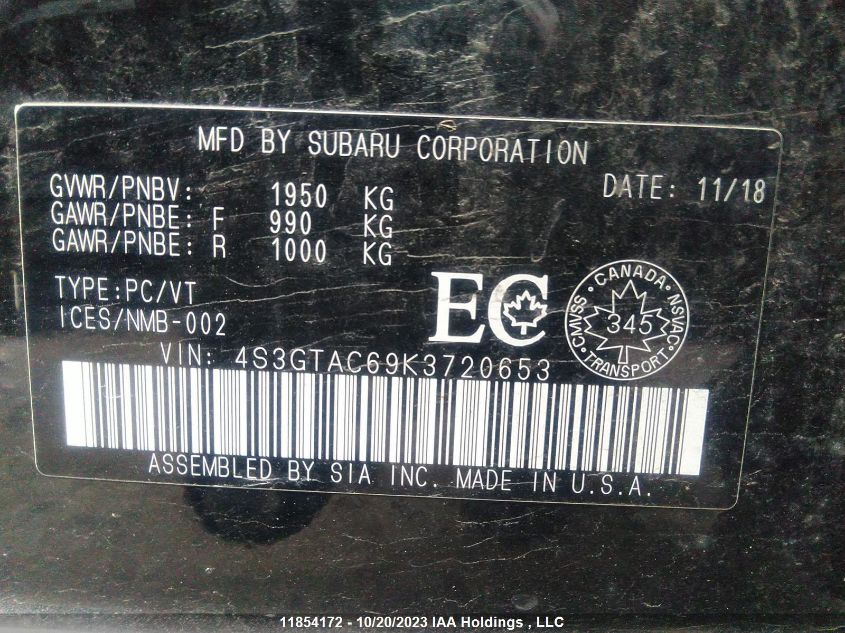 MFD BY SUBARU CORPORATION
GVWR/PNBV: 1950 KG DATE: 11/18
GAWR/PNBE: F 990 KG
GAWR/PNBE: R 1000 KG
TYPE:PC/VT
ICES/NMB-002
EC
CANADA · NSVAC · TRANSPORT · CMVSS ·
345
VIN: 4S3GTAC69K3720653
ASSEMBLED BY SIA INC. MADE IN U.S.A.
11854172 - 10/20/2023 IAA Holdings , LLC